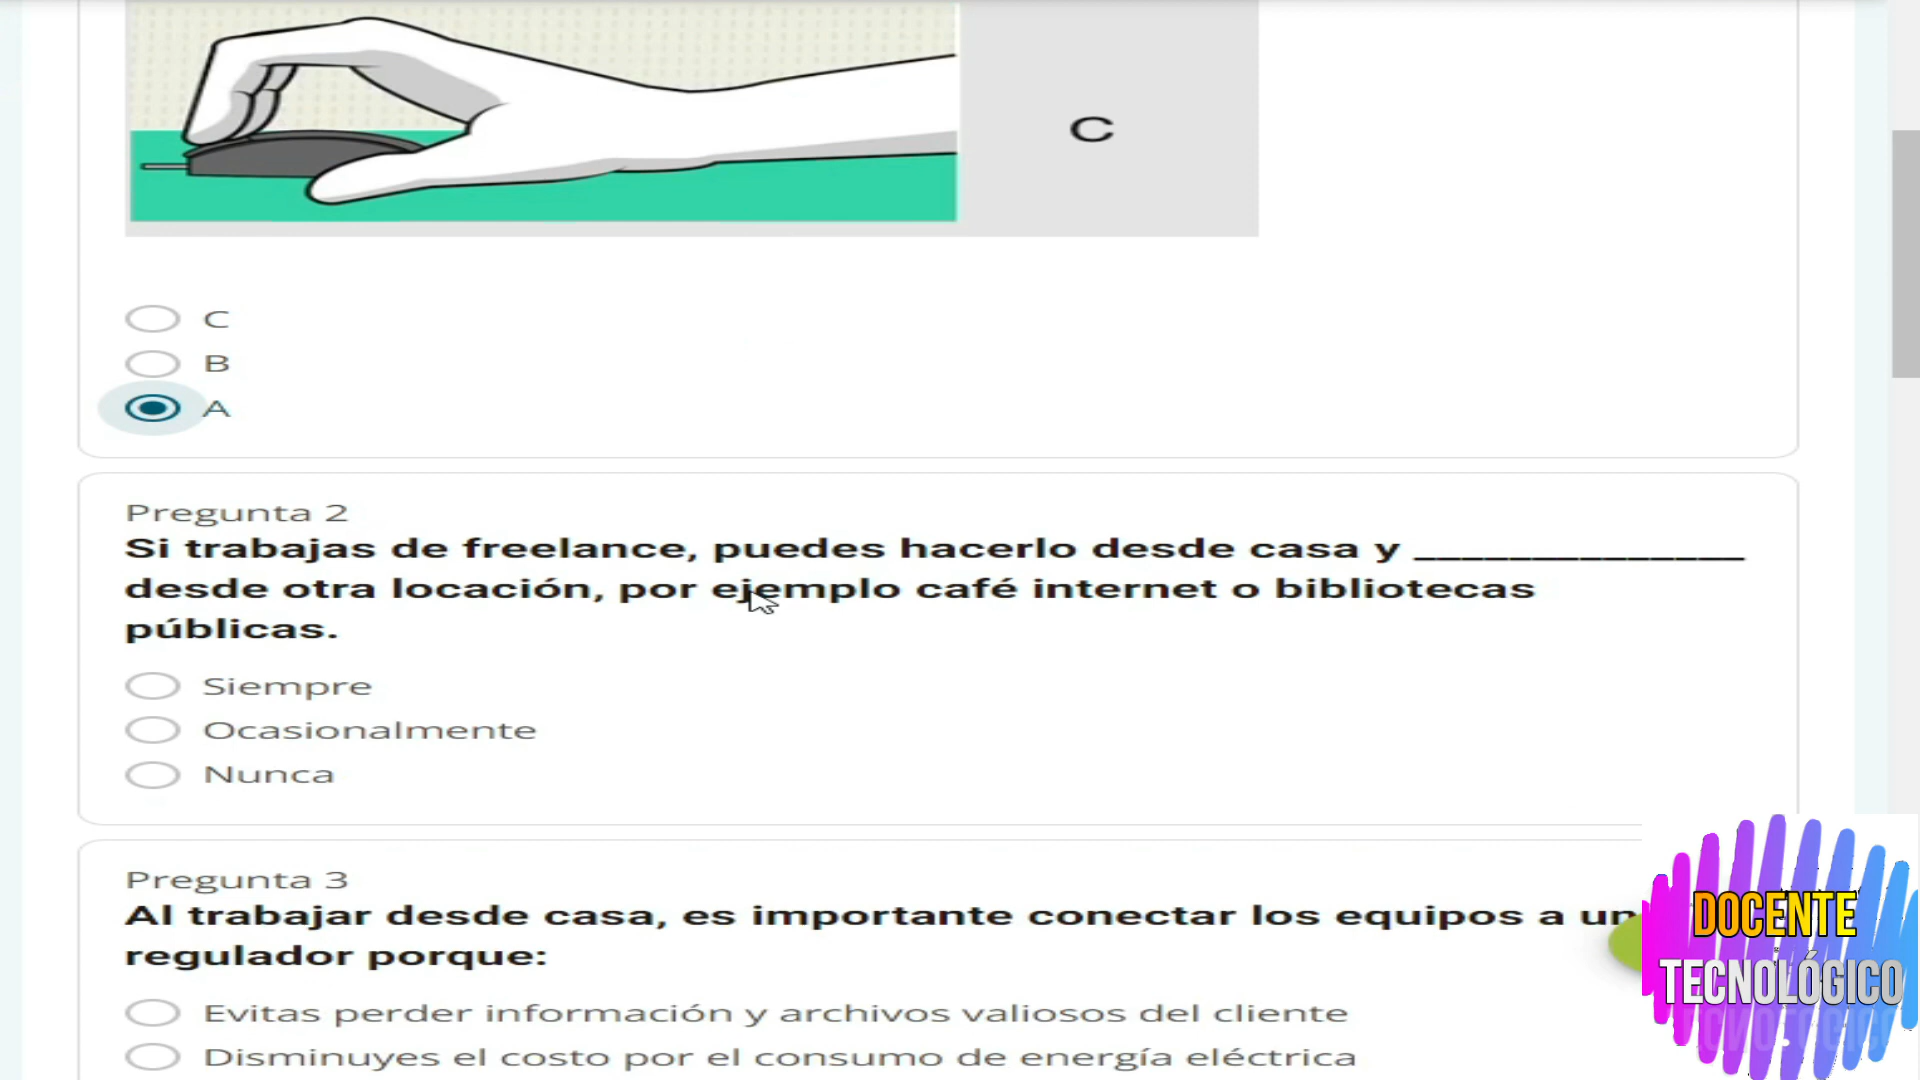 C
C
B
A
Pregunta 2
Si trabajas de freelance, puedes hacerlo desde casa y ______________
desde otra locación, por ejemplo café internet o bibliotecas
públicas.
Siempre
Ocasionalmente
Nunca
Pregunta 3
Al trabajar desde casa, es importante conectar los equipos a un
regulador porque:
Evitas perder información y archivos valiosos del cliente
Disminuyes el costo por el consumo de energía eléctrica
DOCENTE
TECNOLÓGICO